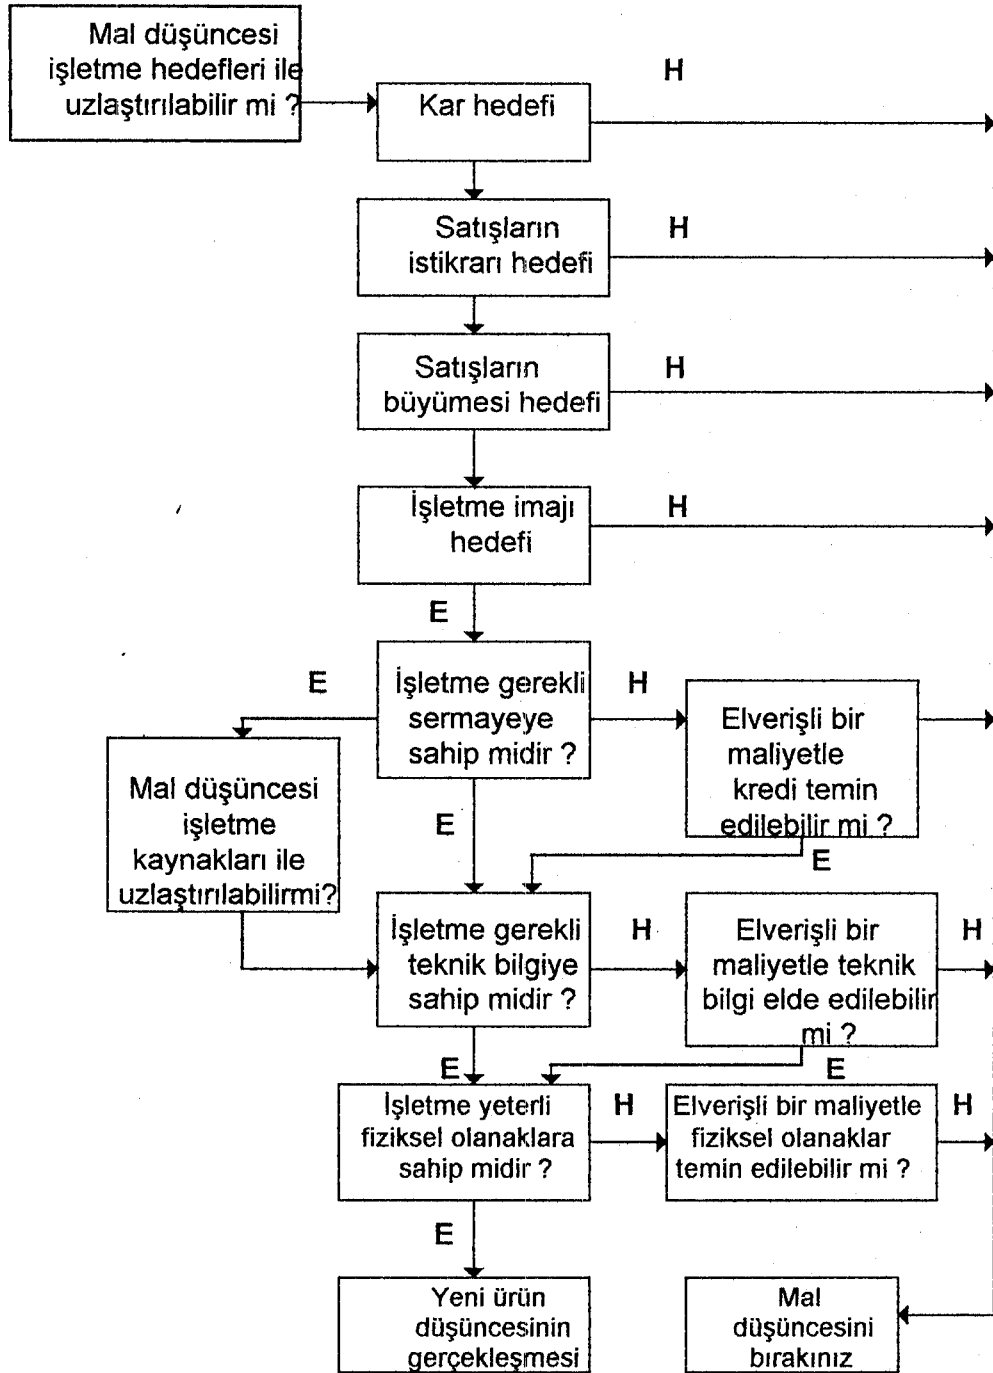 Mal düşüncesi
işletme hedefleri ile
uzlaştırılabilir mi ?
H
Kar hedefi
Satışların
istikrarı hedefi
H
Satışların
büyümesi hedefi
H
İşletme imajı
hedefi
H
E
E
İşletme gerekli
sermayeye
sahip midir ?
H
Elverişli bir
maliyetle
kredi temin
edilebilir mi ?
Mal düşüncesi
işletme
kaynakları ile
uzlaştırılabilirmi?
E
E
İşletme gerekli
teknik bilgiye
sahip midir ?
H
Elverişli bir
maliyetle teknik
bilgi elde edilebilir
mi ?
H
E
E
İşletme yeterli
fiziksel olanaklara
sahip midir ?
H
Elverişli bir maliyetle
fiziksel olanaklar
temin edilebilir mi ?
H
E
Yeni ürün
düşüncesinin
gerçekleşmesi
Mal
düşüncesini
bırakınız